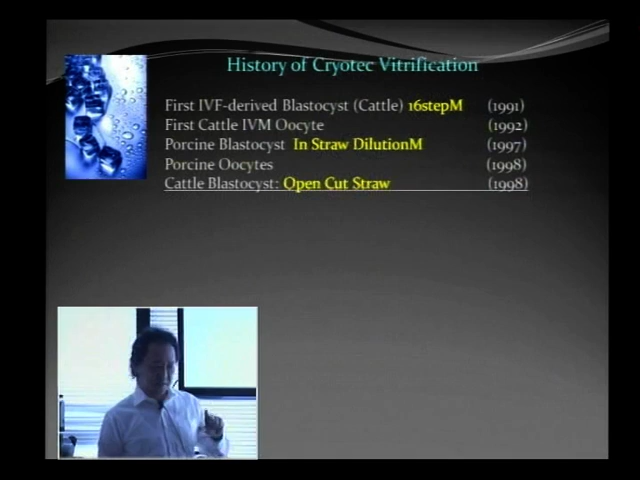 History of Cryotec Vitrification
First IVF-derived Blastocyst (Cattle) 16stepM (1991)
First Cattle IVM Oocyte (1992)
Porcine Blastocyst In Straw DilutionM (1997)
Porcine Oocytes (1998)
Cattle Blastocyst: Open Cut Straw (1998)